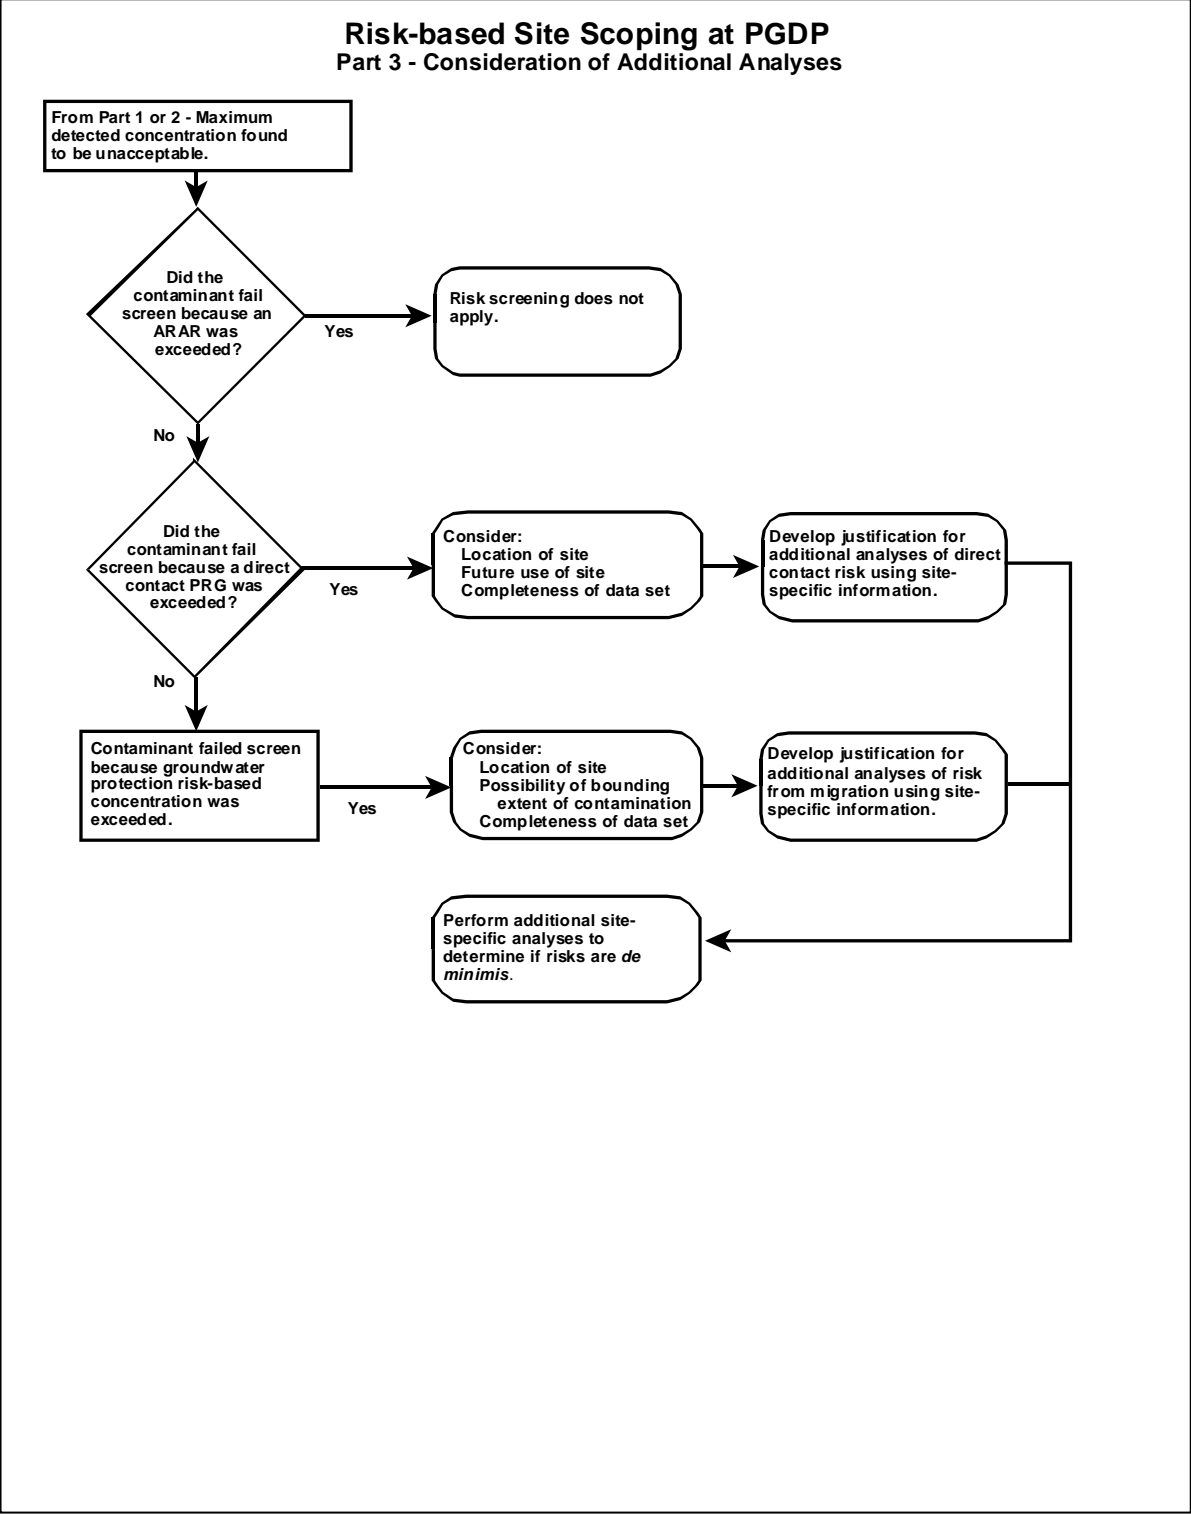 Risk-based Site Scoping at PGDP
Part 3 - Consideration of Additional Analyses
From Part 1 or 2 - Maximum
detected concentration found
to be unacceptable.
Did the
contaminant fail
screen because an
ARAR was
exceeded?
Yes
Risk screening does not
apply.
No
Did the
contaminant fail
screen because a direct
contact PRG was
exceeded?
Yes
Consider:
Location of site
Future use of site
Completeness of data set
Develop justification for
additional analyses of direct
contact risk using site-
specific information.
No
Contaminant failed screen
because groundwater
protection risk-based
concentration was
exceeded.
Yes
Consider:
Location of site
Possibility of bounding
extent of contamination
Completeness of data set
Develop justification for
additional analyses of risk
from migration using site-
specific information.
Perform additional site-
specific analyses to
determine if risks are de
minimis.